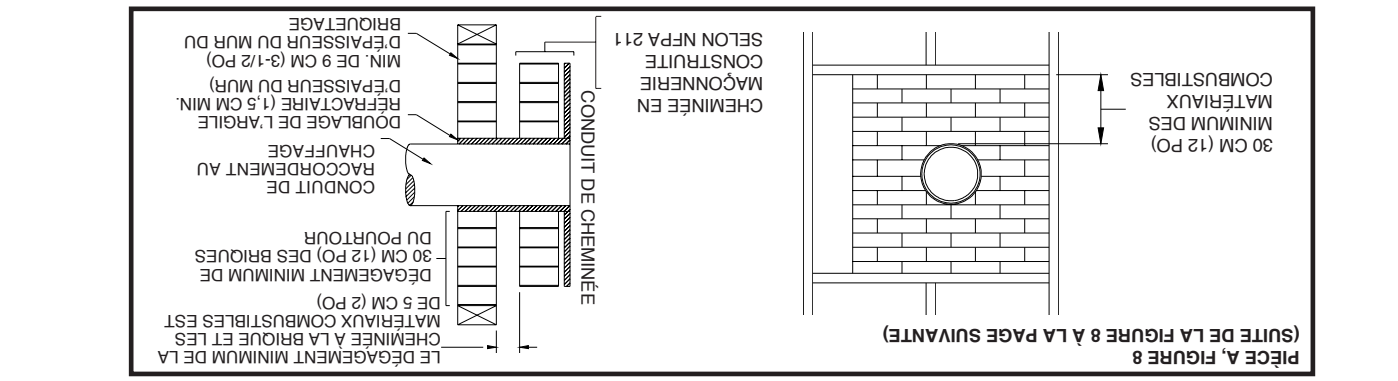 PIÈCE A, FIGURE 8
(SUITE DE LA FIGURE 8 À LA PAGE SUIVANTE)
30 CM (12 PO)
MINIMUM DES
MATÉRIAUX
COMBUSTIBLES
LE DÉGAGEMENT MINIMUM DE LA
CHEMINÉE À LA BRIQUE ET LES
MATÉRIAUX COMBUSTIBLES EST
DE 5 CM (2 PO)
DÉGAGEMENT MINIMUM DE
30 CM (12 PO) DES BRIQUES
DU POURTOUR
CONDUIT DE
RACCORDEMENT AU
CHAUFFAGE
DOUBLAGE DE L'ARGILE
RÉFRACTAIRE (1,5 CM MIN.
D'ÉPAISSEUR DU MUR)
MIN. DE 9 CM (3-1/2 PO)
D'ÉPAISSEUR DU MUR DU
BRIQUETAGE
CONDUIT DE CHEMINÉE
CHEMINÉE EN
MAÇONNERIE
CONSTRUITE
SELON NFPA 211